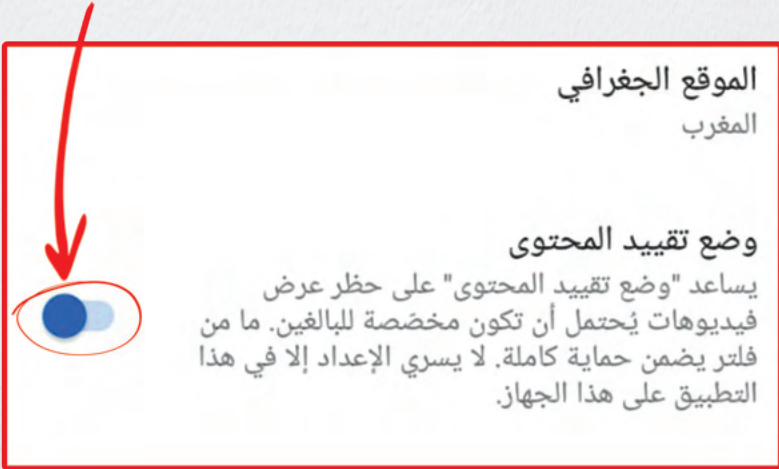 الموقع الجغرافي
المغرب
وضع تقييد المحتوى
يساعد "وضع تقييد المحتوى" على حظر عرض
فيديوهات يُحتمل أن تكون مخصّصة للبالغين. ما من
فلتر يضمن حماية كاملة. لا يسري الإعداد إلا في هذا
التطبيق على هذا الجهاز.